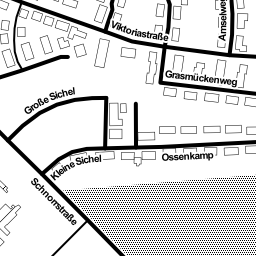 Viktoriastraße
Amselweg
Grasmückenweg
Große Sichel
Kleine Sichel
Ossenkamp
Schnorrstraße